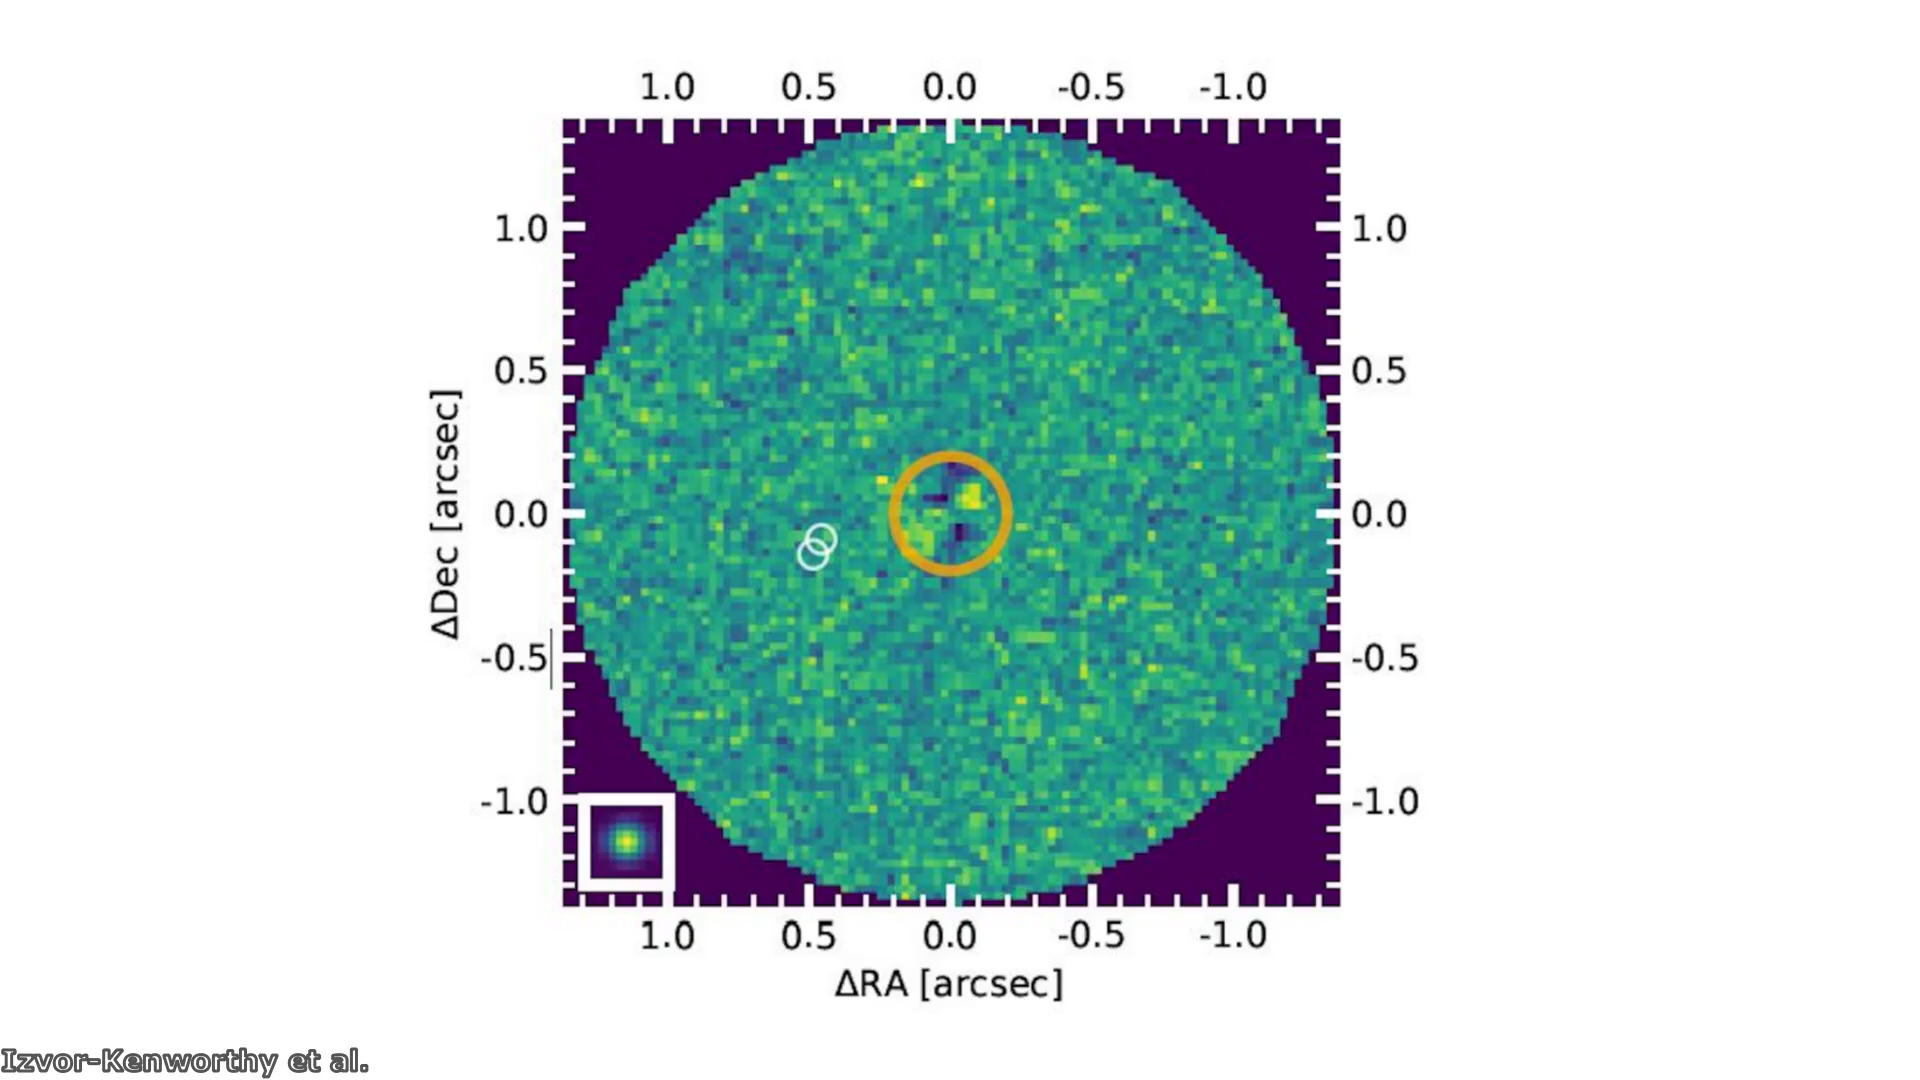 1.0 0.5 0.0 -0.5 -1.0
1.0 1.0
0.5 0.5
0.0 0.0
-0.5 -0.5
-1.0 -1.0
ΔDec [arcsec]
1.0 0.5 0.0 -0.5 -1.0
ΔRA [arcsec]
Izvor-Kenworthy et al.